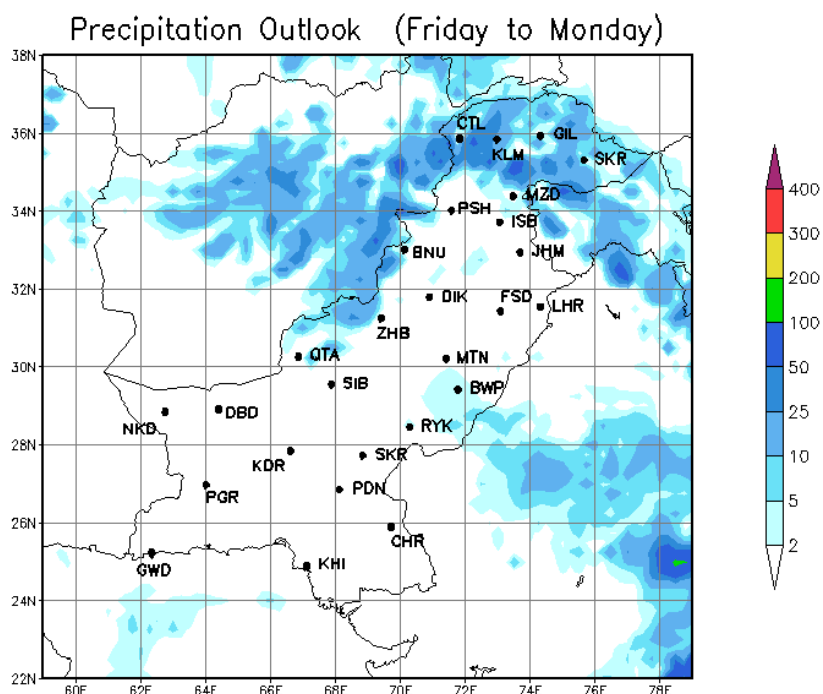 Precipitation Outlook (Friday to Monday)
38N
36N
34N
32N
30N
28N
26N
24N
22N
60E 62E 64E 66E 68E 70E 72E 74E 76E 78E
CTL
GIL
KLM
SKR
MZD
PSH
ISB
BNU
JHM
DIK
FSD
LHR
ZHB
QTA
MTN
SIB
BWP
NKD
DBD
RYK
KDR
SKR
PGR
PDN
CHR
GWD
KHI
400
300
200
100
50
25
10
5
2